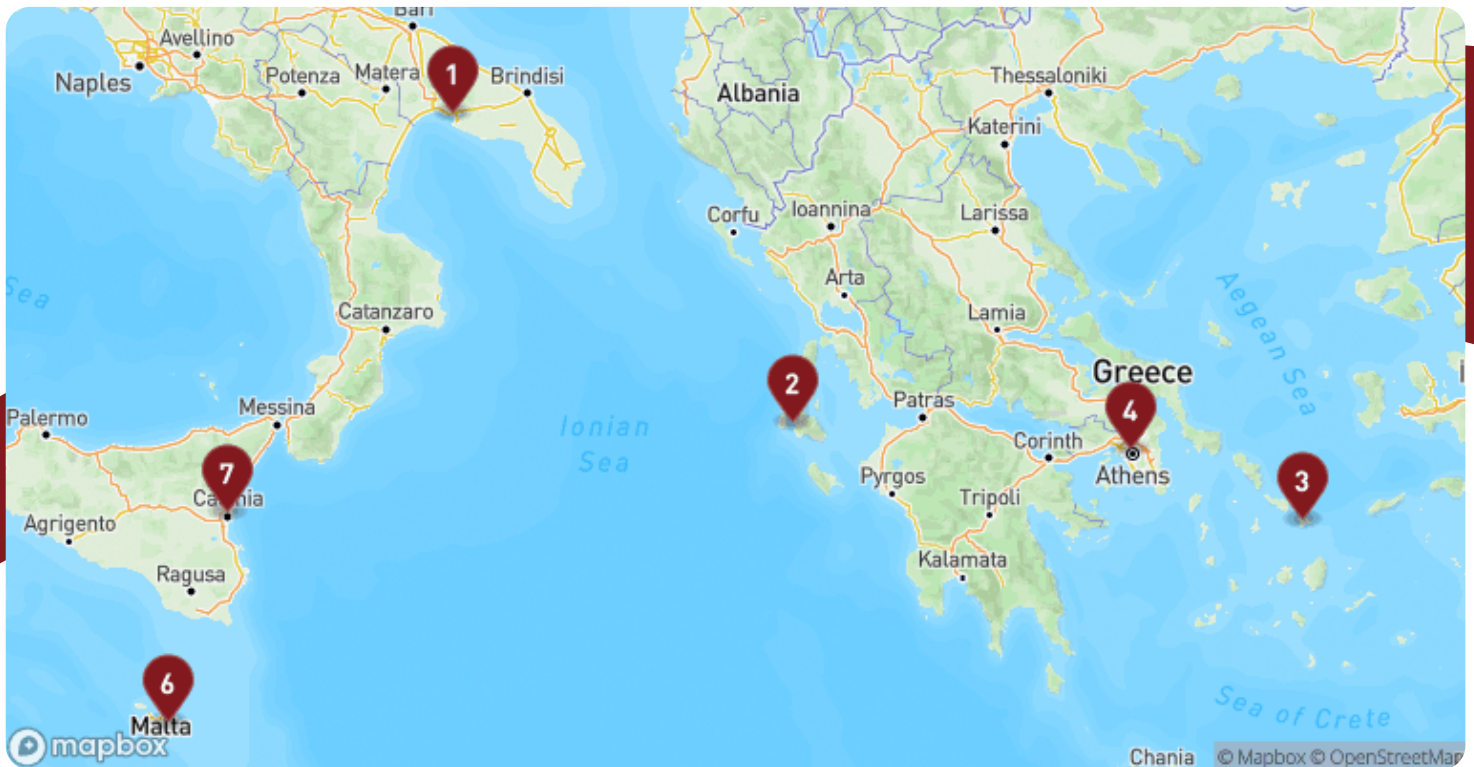 Bari
Avellino
Naples
Potenza
Matera
1
Brindisi
Albania
Thessaloniki
Katerini
Corfu
Ioannina
Larissa
Sea
Arta
Aegean Sea
Catanzaro
Lamia
2
Greece
Palermo
Messina
Ionian
Sea
Patras
4
Corinth
7
Catania
Pyrgos
Athens
3
Agrigento
Tripoli
Ragusa
Kalamata
6
Malta
mapbox
Sea of Crete
Chania
© Mapbox © OpenStreetMap